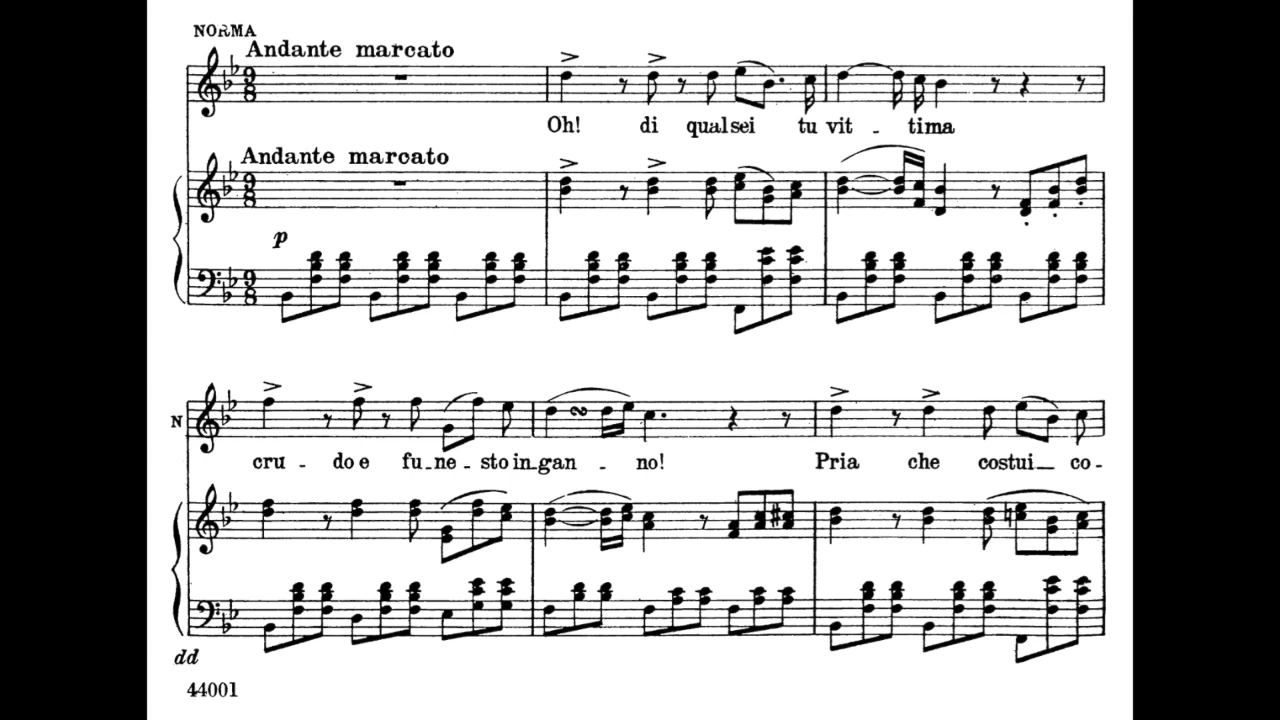 NORMA
Andante marcato
Oh! di qual sei tu vit - tima
Andante marcato
p
N
cru - do e fu - ne - sto in - gan - no!
Pria che costui - co -
dd
44001